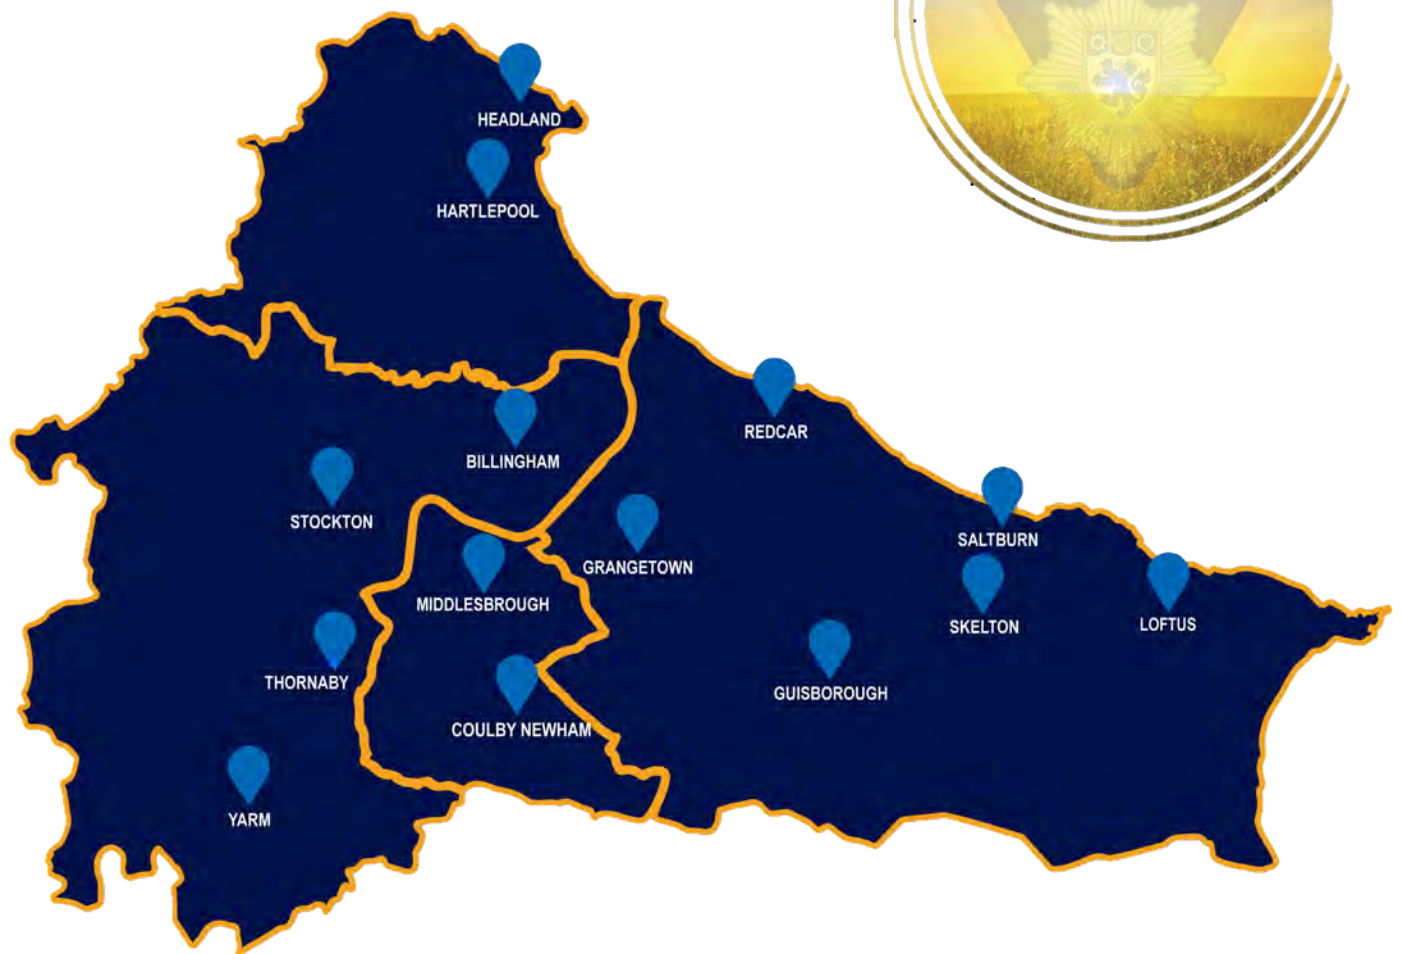 HEADLAND
HARTLEPOOL
REDCAR
BILLINGHAM
STOCKTON
SALTBURN
GRANGETOWN
MIDDLESBROUGH
SKELTON
LOFTUS
THORNABY
GUISBOROUGH
COULBY NEWHAM
YARM